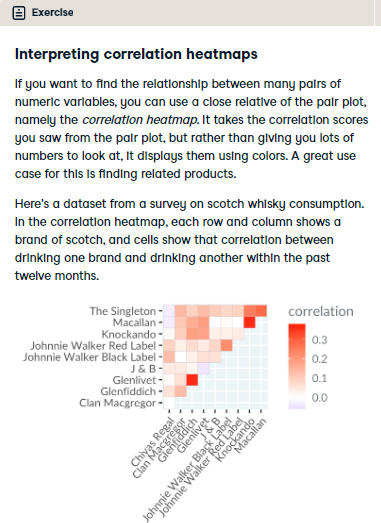 Exercise
Interpreting correlation heatmaps
If you want to find the relationship between many pairs of
numeric variables, you can use a close relative of the pair plot,
namely the correlation heatmap. It takes the correlation scores
you saw from the pair plot, but rather than giving you lots of
numbers to look at, it displays them using colors. A great use
case for this is finding related products.
Here's a dataset from a survey on scotch whisky consumption.
In the correlation heatmap, each row and column shows a
brand of scotch, and cells show that correlation between
drinking one brand and drinking another within the past
twelve months.
The Singleton
Macallan
Knockando
Johnnie Walker Red Label
Johnnie Walker Black Label
J & B
Glenlivet
Glenfiddich
Clan Macgregor
Chivas Regal
Clan Macgregor
Glenfiddich
Glenlivet
J & B
Johnnie Walker Black Label
Johnnie Walker Red Label
Knockando
Macallan
correlation
0.3
0.2
0.1
0.0